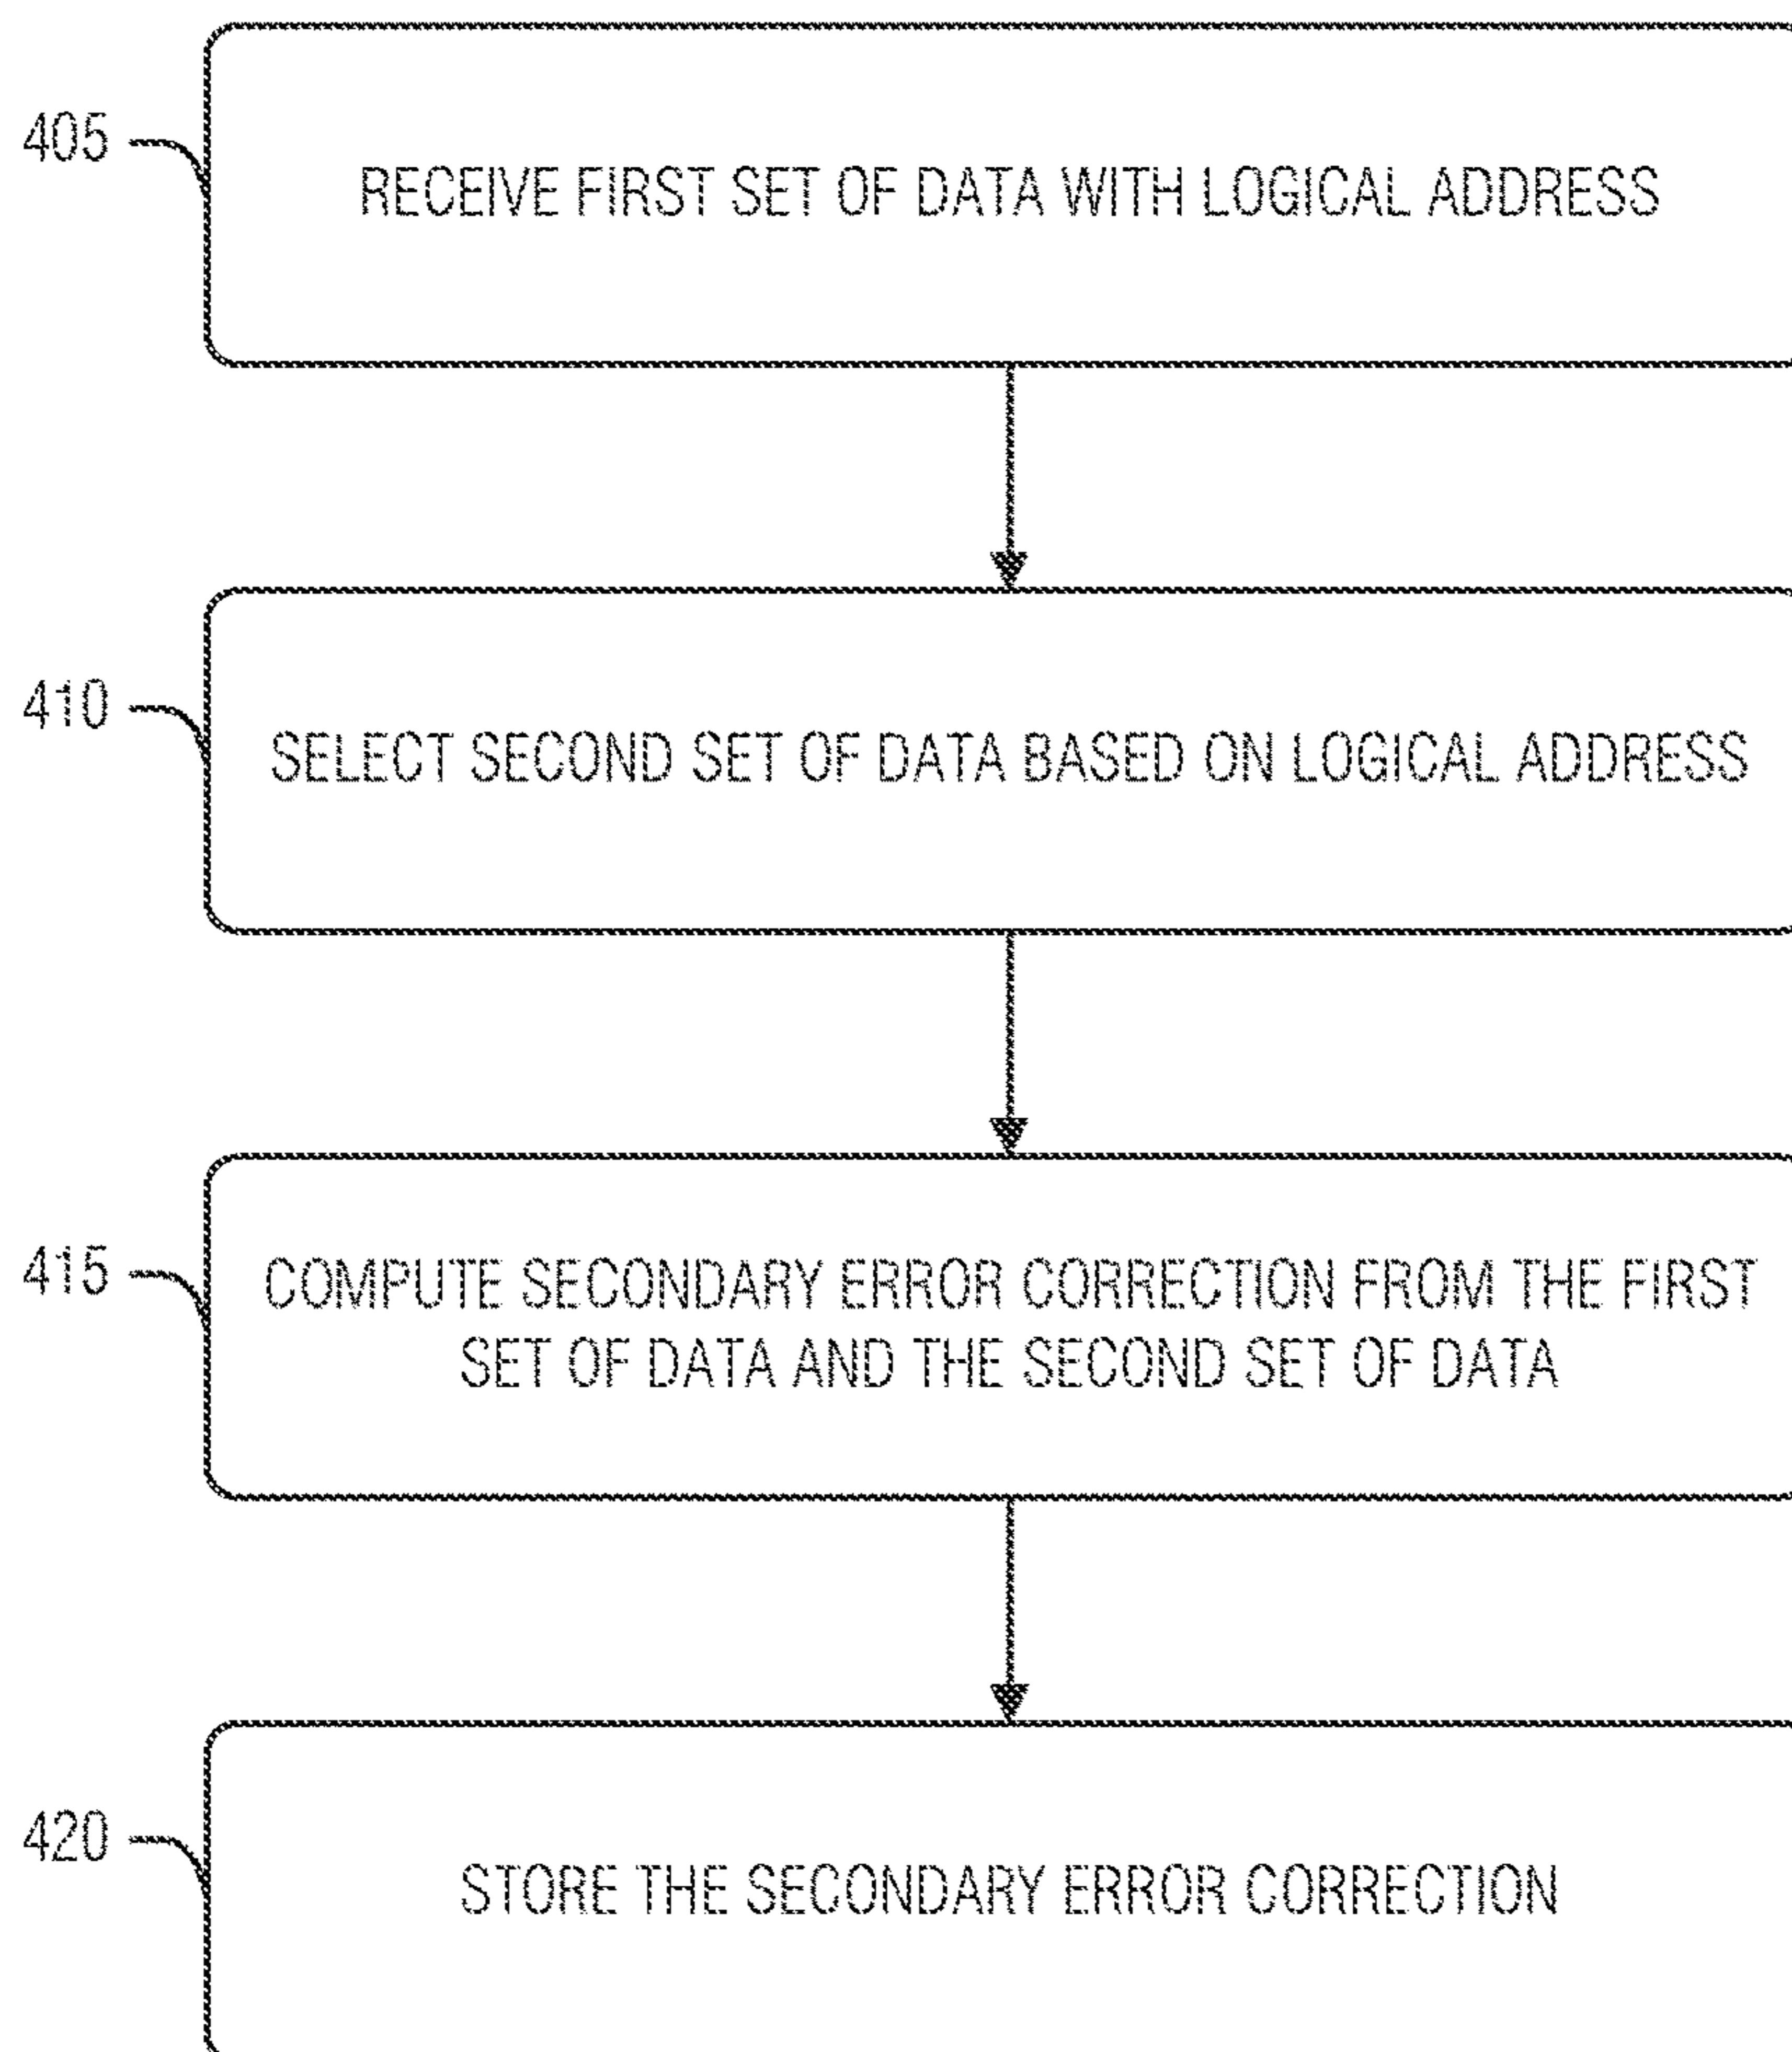 405
RECEIVE FIRST SET OF DATA WITH LOGICAL ADDRESS
410
SELECT SECOND SET OF DATA BASED ON LOGICAL ADDRESS
415
COMPUTE SECONDARY ERROR CORRECTION FROM THE FIRST
SET OF DATA AND THE SECOND SET OF DATA
420
STORE THE SECONDARY ERROR CORRECTION